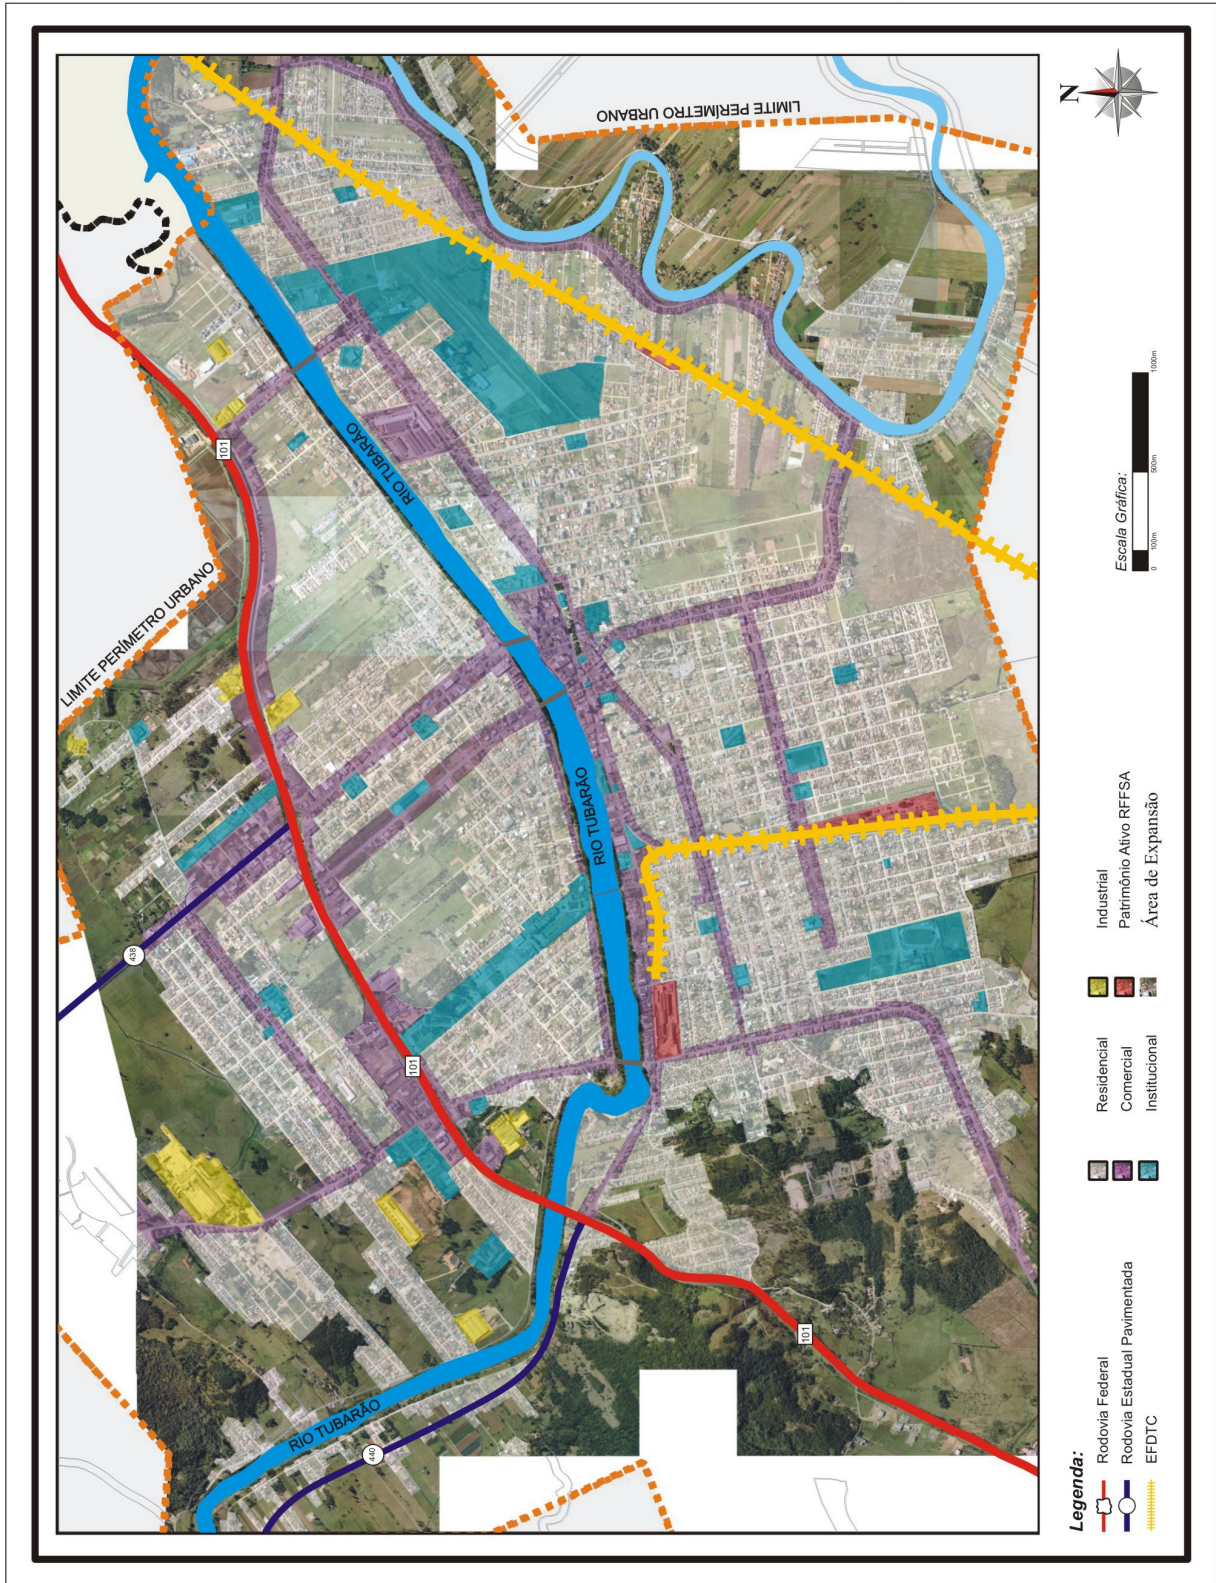 LIMITE PERÍMETRO URBANO
LIMITE PERÍMETRO URBANO
RIO TUBARÃO
RIO TUBARÃO
RIO TUBARÃO
101
101
101
438
440
N
Legenda:
Rodovia Federal
Rodovia Estadual Pavimentada
EFDTC
Residencial
Comercial
Institucional
Industrial
Patrimônio Ativo RFFSA
Área de Expansão
Escala Gráfica:
0 100m 500m 1000m